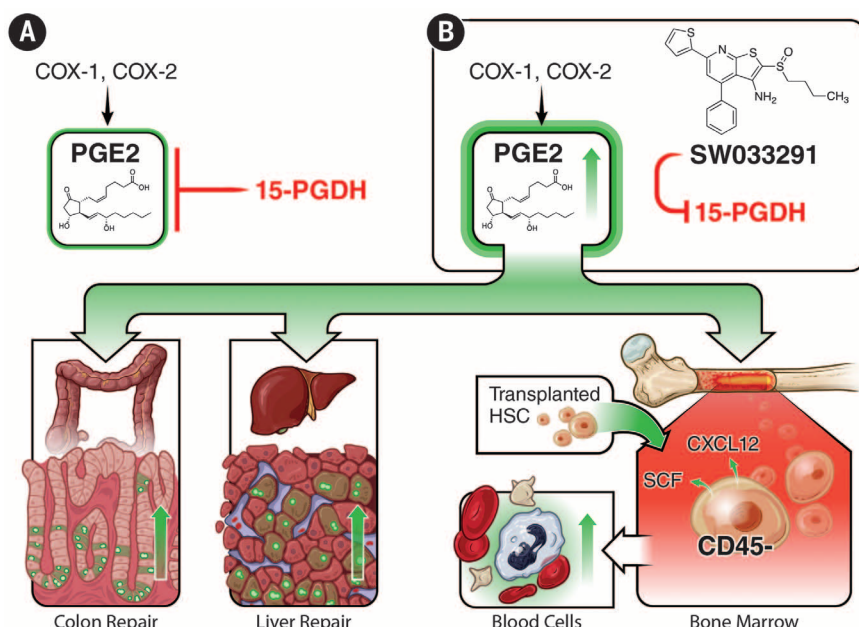 A
COX-1, COX-2
PGE2
O
O
OH
HO
OH
15-PGDH
B
COX-1, COX-2
PGE2
O
O
OH
HO
OH
S
N
S
O
S
NH₂
CH₃
SW033291
15-PGDH
Transplanted
HSC
CXCL12
SCF
CD45-
Colon Repair
Liver Repair
Blood Cells
Bone Marrow